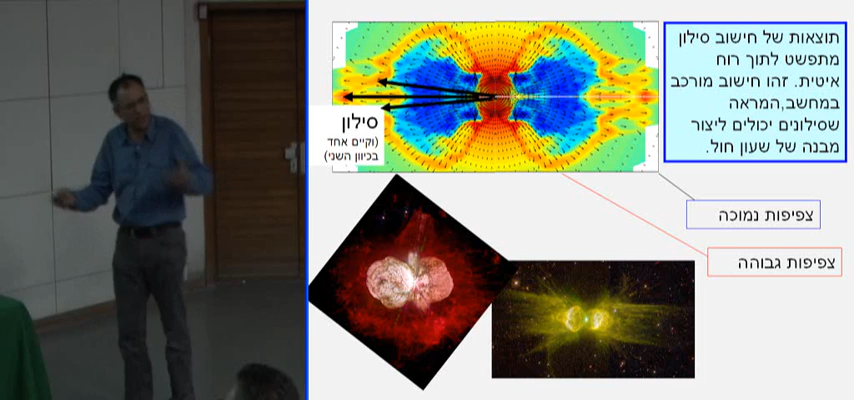 תוצאות של חישוב סילון
מתפשט לתוך רוח
איטית. זהו חישוב מורכב
במחשב,המראה
שסילונים יכולים ליצור
מבנה של שעון חול.
סילון
(וקיים אחד
בכיוון השני)
צפיפות נמוכה
צפיפות גבוהה